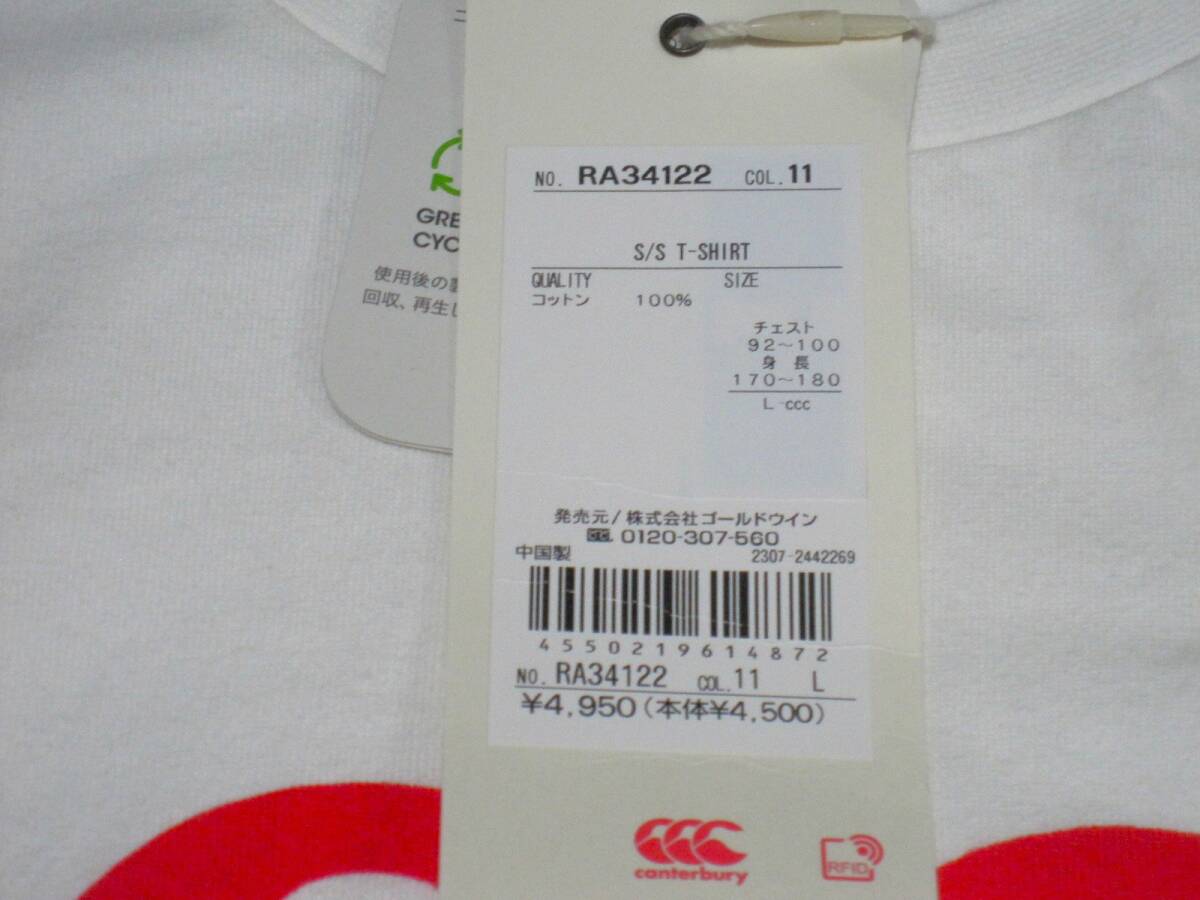 GRE
CYC
使用後の
回収、再生し
NO. RA34122 COL. 11
S/S T-SHIRT
QUALITY SIZE
コットン 100%
チェスト
92～100
身 長
170～180
L-ccc
発売元/株式会社ゴールドウイン
0120-307-560
中国製 2307-2442269
4550219614872
NO. RA34122 COL. 11 L
¥4,950(本体¥4,500)
canterbury
RFID